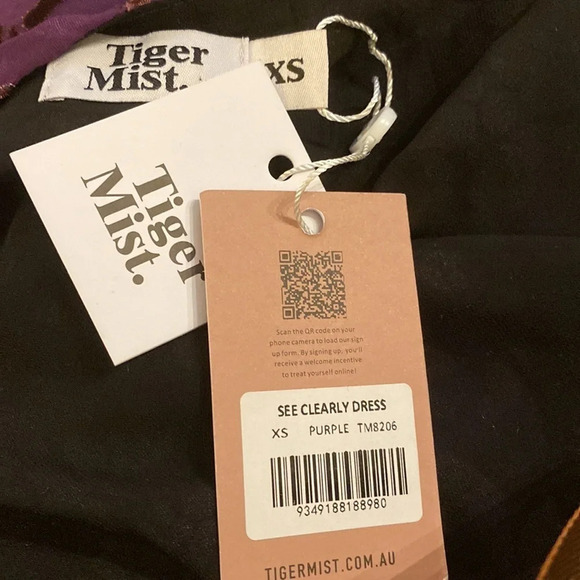 Tiger
Mist.
XS
Tiger
Mist.
Scan the QR code on your
phone camera to load our sign
up form. By signing up, you'll
receive a welcome incentive
to treat yourself online!
SEE CLEARLY DRESS
XS PURPLE TM8206
9349188188980
TIGERMIST.COM.AU